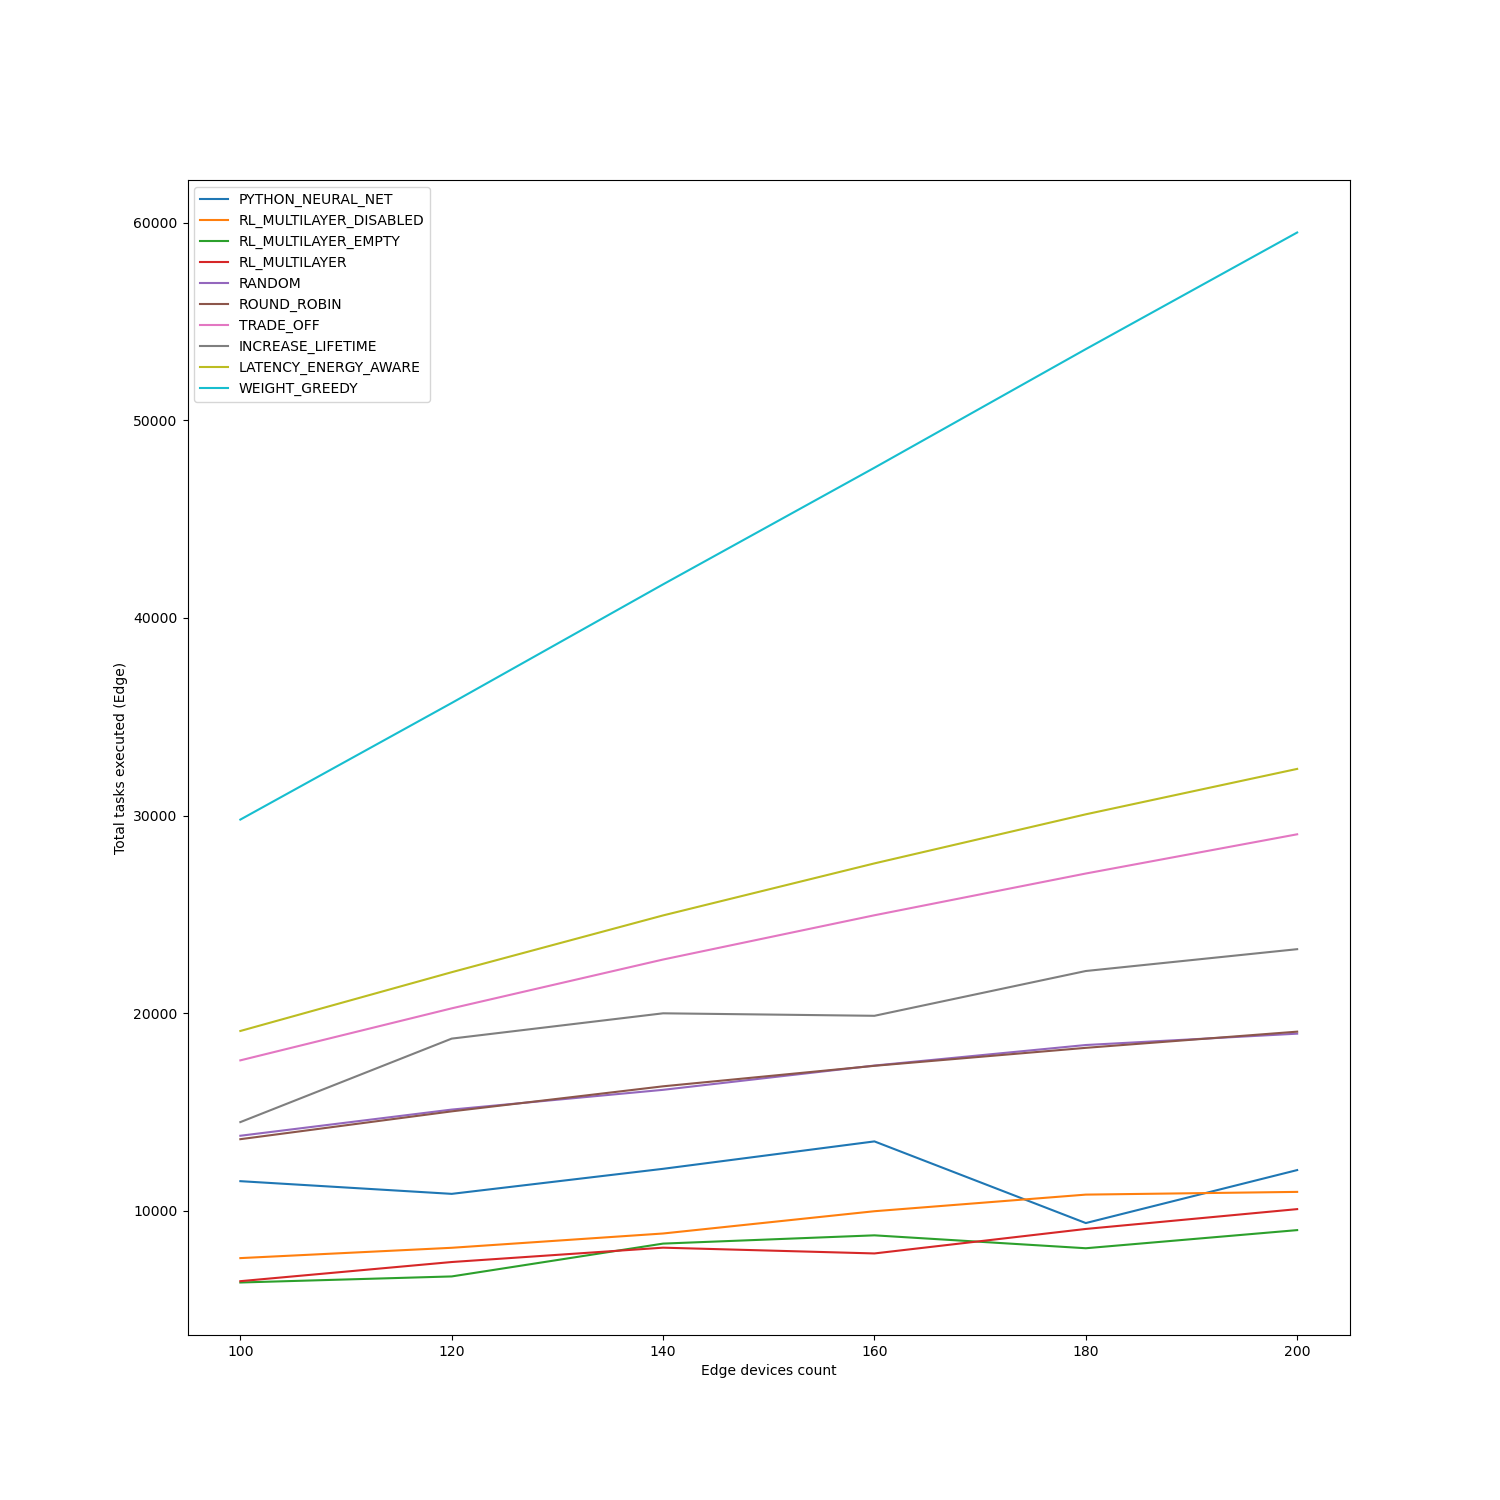 PYTHON_NEURAL_NET
RL_MULTILAYER_DISABLED
RL_MULTILAYER_EMPTY
RL_MULTILAYER
RANDOM
ROUND_ROBIN
TRADE_OFF
INCREASE_LIFETIME
LATENCY_ENERGY_AWARE
WEIGHT_GREEDY
60000
50000
40000
30000
20000
10000
Total tasks executed (Edge)
100 120 140 160 180 200
Edge devices count